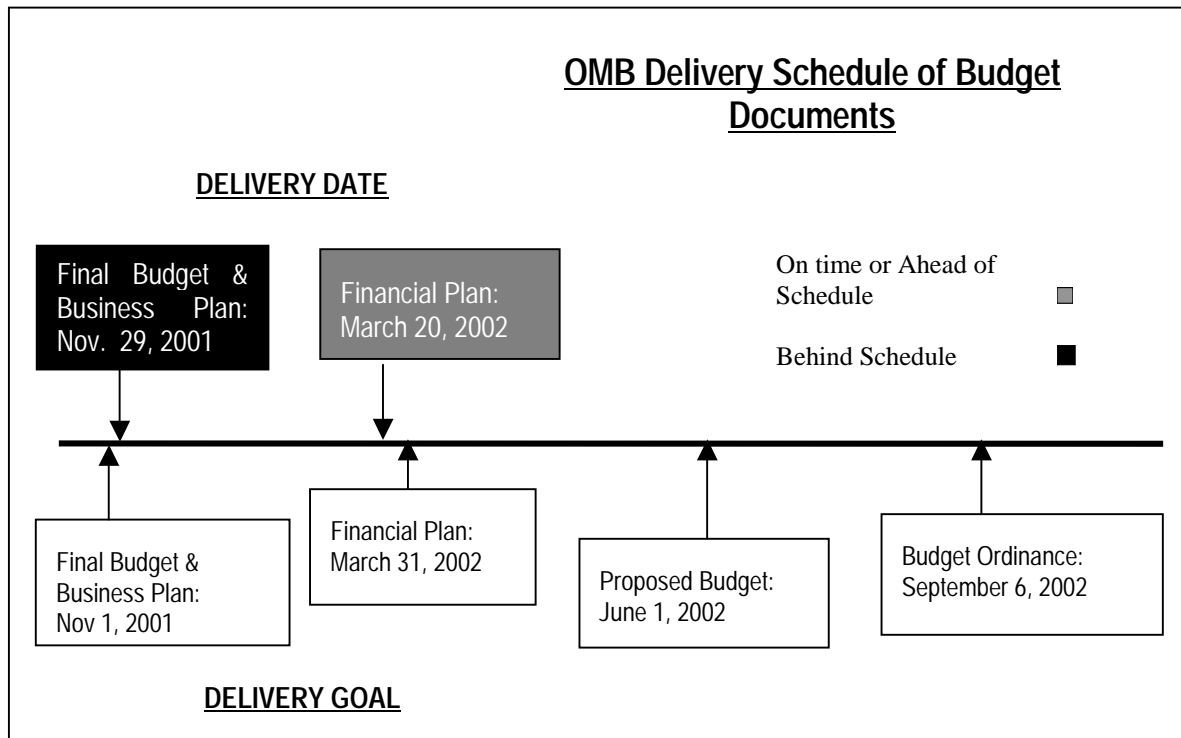 OMB Delivery Schedule of Budget
Documents
DELIVERY DATE
Final Budget &
Business Plan:
Nov. 29, 2001
Financial Plan:
March 20, 2002
On time or Ahead of
Schedule
Behind Schedule
Final Budget &
Business Plan:
Nov 1, 2001
Financial Plan:
March 31, 2002
Proposed Budget:
June 1, 2002
Budget Ordinance:
September 6, 2002
DELIVERY GOAL